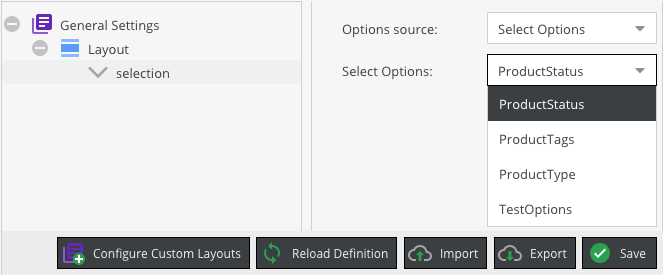 General Settings
Layout
selection
Options source:
Select Options
Select Options:
ProductStatus
ProductStatus
ProductTags
ProductType
TestOptions
Configure Custom Layouts
Reload Definition
Import
Export
Save